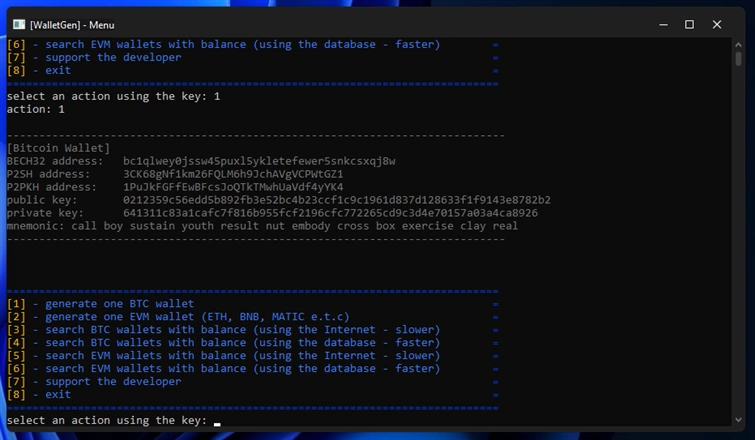 [WalletGen] - Menu
[6] - search EVM wallets with balance (using the database - faster) =
[7] - support the developer =
[8] - exit =
===========================================================================
select an action using the key: 1
action: 1
----------------------------------------------------------------------------
[Bitcoin Wallet]
BECH32 address: bc1qlwey0jssw45puxl5ykletefewer5snkcsxqj8w
P2SH address: 3CK68gNf1km26FQLM6h9JchAVgVCPWtGZ1
P2PKH address: 1PuJkFGFfEwBFcsJoQTkTMwhUaVdf4yYK4
public key: 0212359c56edd5b892fb3e52bc4b23ccf1c9c1961d837d128633f1f9143e8782b2
private key: 641311c83a1cafc7f816b955fcf2196cfc772265cd9c3d4e70157a03a4ca8926
mnemonic: call boy sustain youth result nut embody cross box exercise clay real
----------------------------------------------------------------------------
===========================================================================
[1] - generate one BTC wallet =
[2] - generate one EVM wallet (ETH, BNB, MATIC e.t.c) =
[3] - search BTC wallets with balance (using the Internet - slower) =
[4] - search BTC wallets with balance (using the database - faster) =
[5] - search EVM wallets with balance (using the Internet - slower) =
[6] - search EVM wallets with balance (using the database - faster) =
[7] - support the developer =
[8] - exit =
===========================================================================
select an action using the key: _